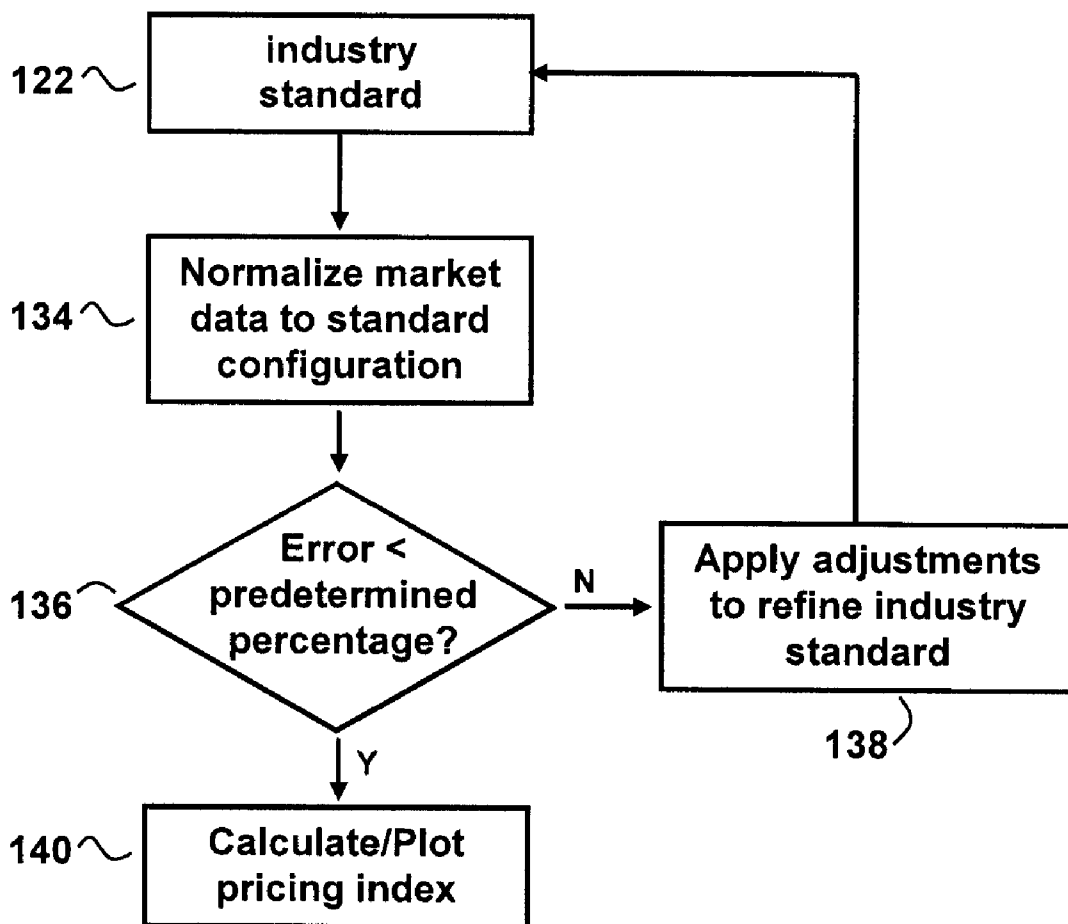 122
industry
standard
134
Normalize market
data to standard
configuration
136
Error <
predetermined
percentage?
N
Apply adjustments
to refine industry
standard
138
Y
140
Calculate/Plot
pricing index